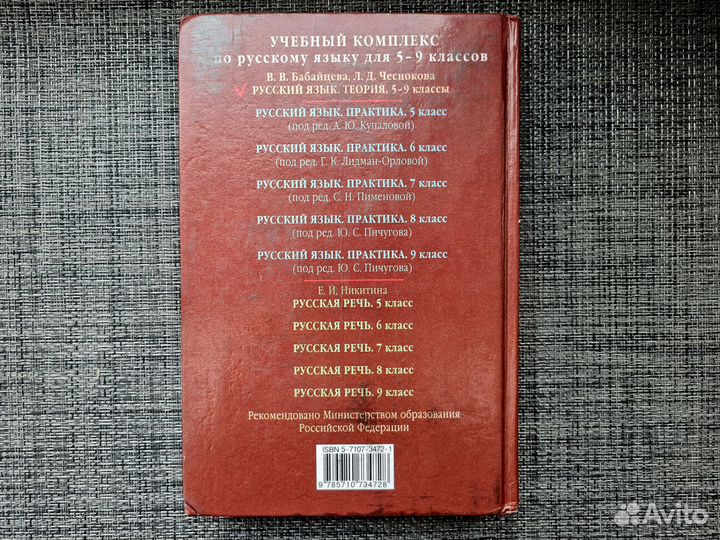 УЧЕБНЫЙ КОМПЛЕКС
по русскому языку для 5–9 классов
В. В. Бабайцева, Л. Д. Чеснокова
РУССКИЙ ЯЗЫК. ТЕОРИЯ. 5–9 классы
РУССКИЙ ЯЗЫК. ПРАКТИКА. 5 класс
(под ред. А. Ю. Купаловой)
РУССКИЙ ЯЗЫК. ПРАКТИКА. 6 класс
(под ред. Г. К. Лидман-Орловой)
РУССКИЙ ЯЗЫК. ПРАКТИКА. 7 класс
(под ред. С. Н. Пименовой)
РУССКИЙ ЯЗЫК. ПРАКТИКА. 8 класс
(под ред. Ю. С. Пичугова)
РУССКИЙ ЯЗЫК. ПРАКТИКА. 9 класс
(под ред. Ю. С. Пичугова)
Е. И. Никитина
РУССКАЯ РЕЧЬ. 5 класс
РУССКАЯ РЕЧЬ. 6 класс
РУССКАЯ РЕЧЬ. 7 класс
РУССКАЯ РЕЧЬ. 8 класс
РУССКАЯ РЕЧЬ. 9 класс
Рекомендовано Министерством образования
Российской Федерации
ISBN 5-7107-3472-1
9 785710 734728
Avito